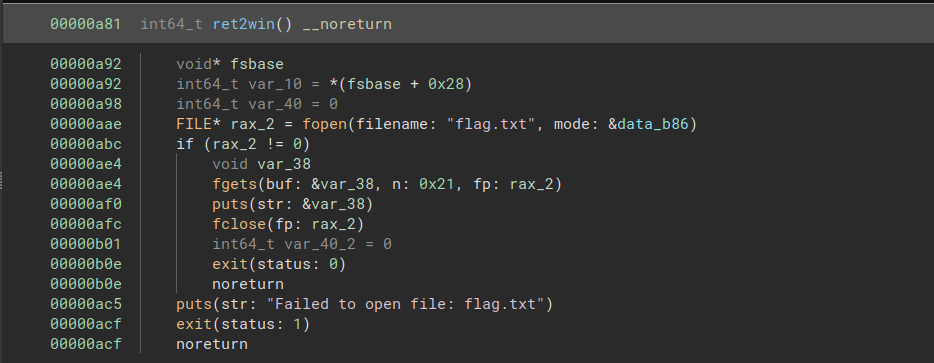 00000a81 int64_t ret2win() __noreturn
00000a92 void* fsbase
00000a92 int64_t var_10 = *(fsbase + 0x28)
00000a98 int64_t var_40 = 0
00000aae FILE* rax_2 = fopen(filename: "flag.txt", mode: &data_b86)
00000abc if (rax_2 != 0)
00000ae4 void var_38
00000ae4 fgets(buf: &var_38, n: 0x21, fp: rax_2)
00000af0 puts(str: &var_38)
00000afc fclose(fp: rax_2)
00000b01 int64_t var_40_2 = 0
00000b0e exit(status: 0)
00000b0e noreturn
00000ac5 puts(str: "Failed to open file: flag.txt")
00000acf exit(status: 1)
00000acf noreturn